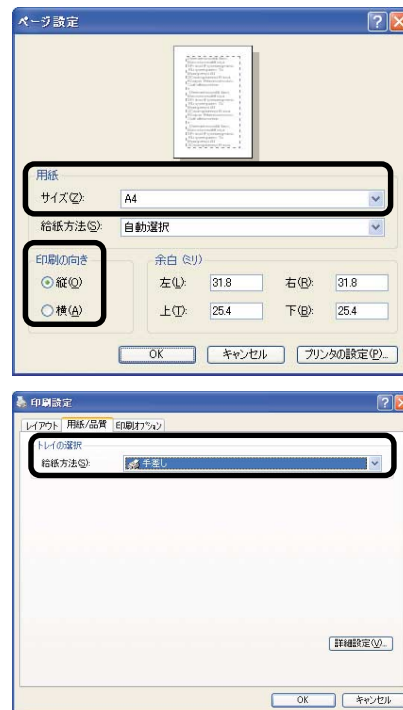 ページ設定
用紙
サイズ(Z): A4
給紙方法(S): 自動選択
印刷の向き 余白 (ミリ)
縦(O) 左(L): 31.8 右(R): 31.8
横(A) 上(T): 25.4 下(B): 25.4
OK キャンセル プリンタの設定(P)...
印刷設定
レイアウト 用紙/品質 印刷オプション
トレイの選択
給紙方法(S): 手差し
詳細設定(V)...
OK キャンセル